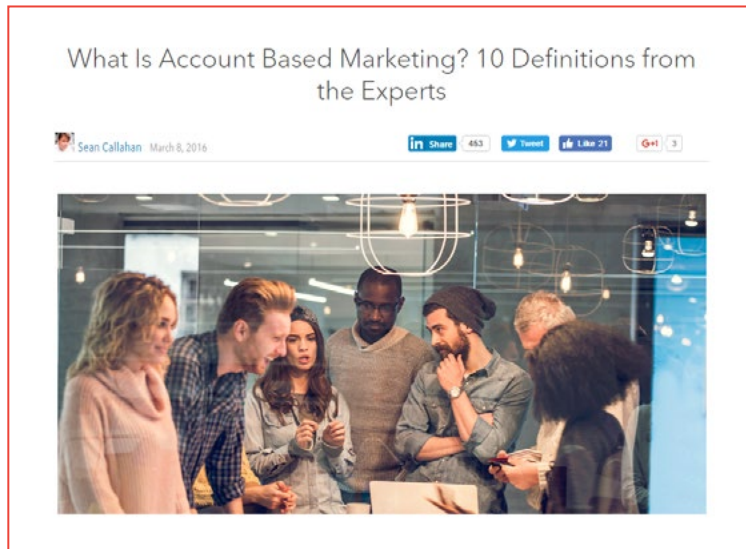 What Is Account Based Marketing? 10 Definitions from
the Experts
Sean Callahan March 8, 2016 in Share 453 Tweet Like 21 G+1 3